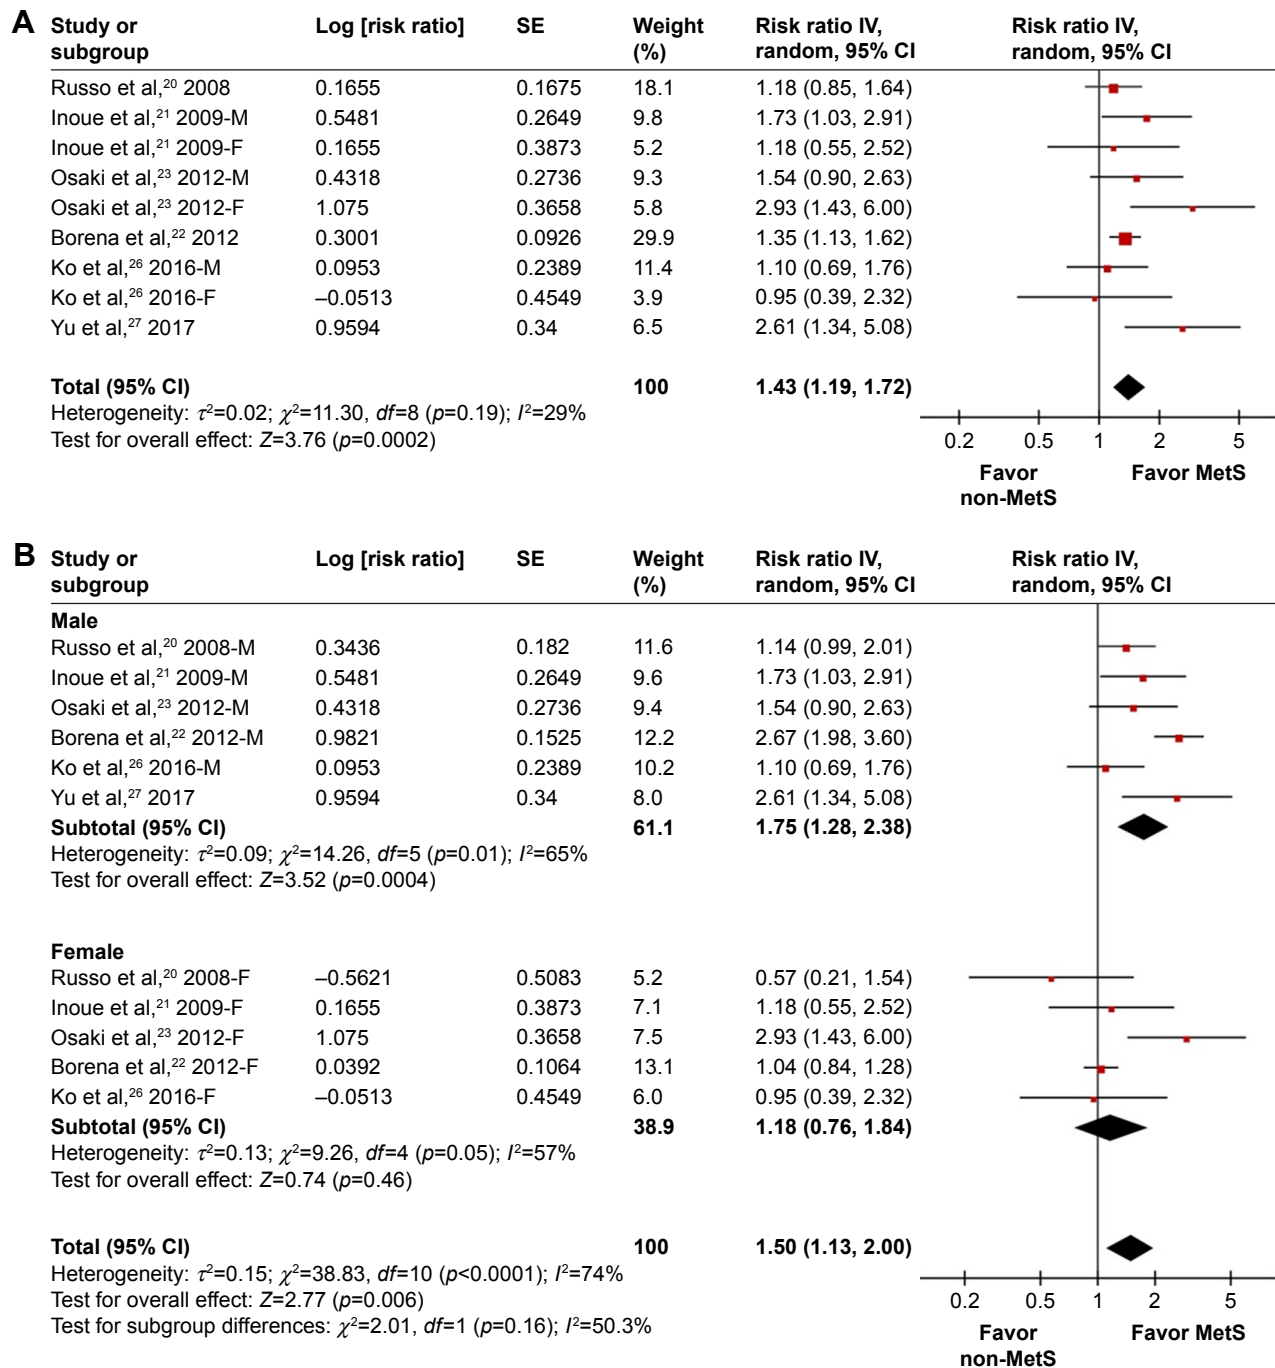 A Study or subgroup Log [risk ratio] SE Weight (%) Risk ratio IV, random, 95% CI Risk ratio IV, random, 95% CI
Russo et al,20 2008 0.1655 0.1675 18.1 1.18 (0.85, 1.64)
Inoue et al,21 2009-M 0.5481 0.2649 9.8 1.73 (1.03, 2.91)
Inoue et al,21 2009-F 0.1655 0.3873 5.2 1.18 (0.55, 2.52)
Osaki et al,23 2012-M 0.4318 0.2736 9.3 1.54 (0.90, 2.63)
Osaki et al,23 2012-F 1.075 0.3658 5.8 2.93 (1.43, 6.00)
Borena et al,22 2012 0.3001 0.0926 29.9 1.35 (1.13, 1.62)
Ko et al,26 2016-M 0.0953 0.2389 11.4 1.10 (0.69, 1.76)
Ko et al,26 2016-F –0.0513 0.4549 3.9 0.95 (0.39, 2.32)
Yu et al,27 2017 0.9594 0.34 6.5 2.61 (1.34, 5.08)
Total (95% CI) 100 1.43 (1.19, 1.72)
Heterogeneity: τ²=0.02; χ²=11.30, df=8 (p=0.19); I²=29%
Test for overall effect: Z=3.76 (p=0.0002)
0.2 0.5 1 2 5
Favor non-MetS Favor MetS
B Study or subgroup Log [risk ratio] SE Weight (%) Risk ratio IV, random, 95% CI Risk ratio IV, random, 95% CI
Male
Russo et al,20 2008-M 0.3436 0.182 11.6 1.14 (0.99, 2.01)
Inoue et al,21 2009-M 0.5481 0.2649 9.6 1.73 (1.03, 2.91)
Osaki et al,23 2012-M 0.4318 0.2736 9.4 1.54 (0.90, 2.63)
Borena et al,22 2012-M 0.9821 0.1525 12.2 2.67 (1.98, 3.60)
Ko et al,26 2016-M 0.0953 0.2389 10.2 1.10 (0.69, 1.76)
Yu et al,27 2017 0.9594 0.34 8.0 2.61 (1.34, 5.08)
Subtotal (95% CI) 61.1 1.75 (1.28, 2.38)
Heterogeneity: τ²=0.09; χ²=14.26, df=5 (p=0.01); I²=65%
Test for overall effect: Z=3.52 (p=0.0004)
Female
Russo et al,20 2008-F –0.5621 0.5083 5.2 0.57 (0.21, 1.54)
Inoue et al,21 2009-F 0.1655 0.3873 7.1 1.18 (0.55, 2.52)
Osaki et al,23 2012-F 1.075 0.3658 7.5 2.93 (1.43, 6.00)
Borena et al,22 2012-F 0.0392 0.1064 13.1 1.04 (0.84, 1.28)
Ko et al,26 2016-F –0.0513 0.4549 6.0 0.95 (0.39, 2.32)
Subtotal (95% CI) 38.9 1.18 (0.76, 1.84)
Heterogeneity: τ²=0.13; χ²=9.26, df=4 (p=0.05); I²=57%
Test for overall effect: Z=0.74 (p=0.46)
Total (95% CI) 100 1.50 (1.13, 2.00)
Heterogeneity: τ²=0.15; χ²=38.83, df=10 (p<0.0001); I²=74%
Test for overall effect: Z=2.77 (p=0.006)
Test for subgroup differences: χ²=2.01, df=1 (p=0.16); I²=50.3%
0.2 0.5 1 2 5
Favor non-MetS Favor MetS